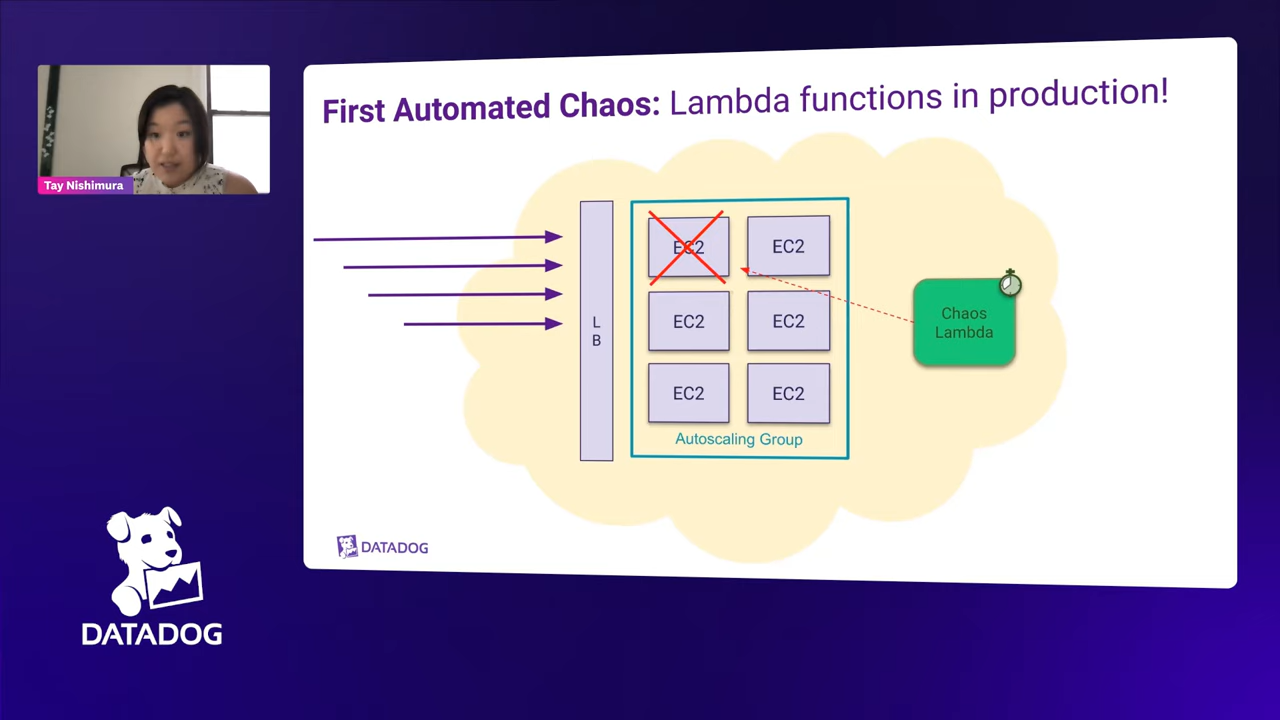 First Automated Chaos: Lambda functions in production!
Tay Nishimura
L
B
EC2
EC2
EC2
EC2
EC2
EC2
Autoscaling Group
Chaos
Lambda
DATADOG
DATADOG